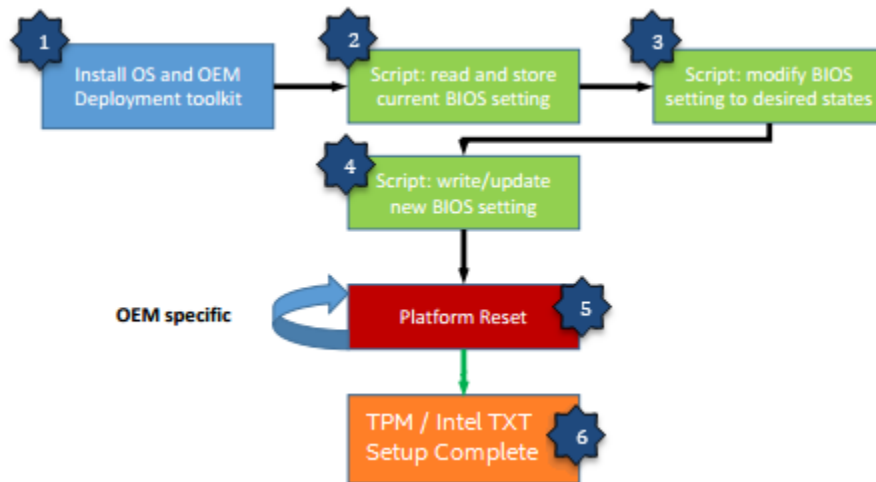 1
Install OS and OEM
Deployment toolkit
2
Script: read and store
current BIOS setting
3
Script: modify BIOS
setting to desired states
4
Script: write/update
new BIOS setting
OEM specific
Platform Reset
5
TPM / Intel TXT
Setup Complete
6